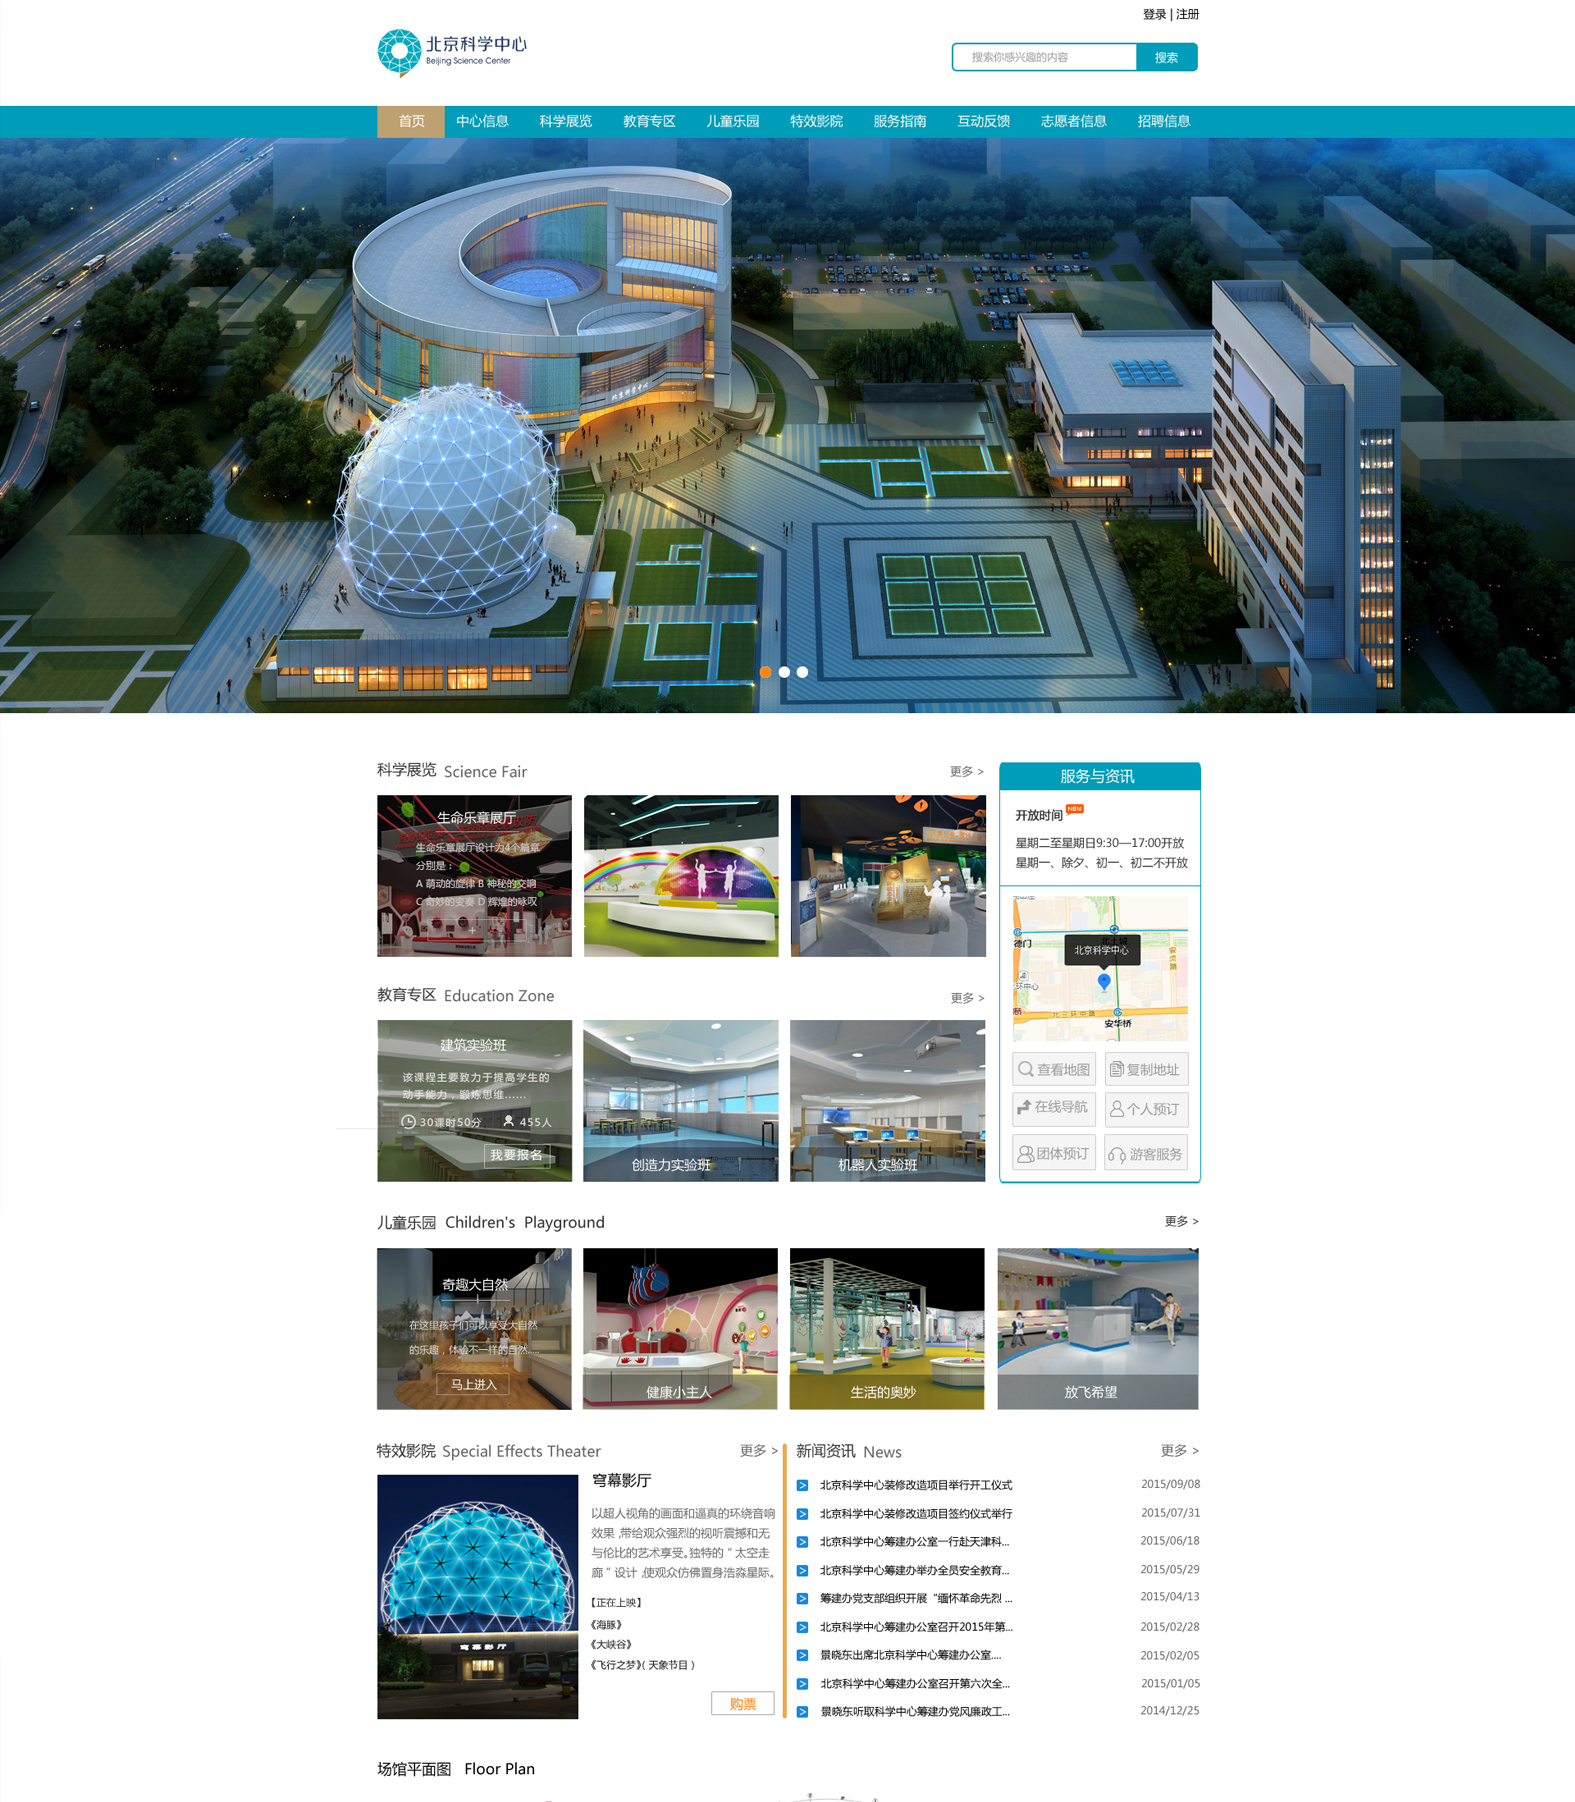 登录 | 注册
北京科学中心
Beijing Science Center
搜索你感兴趣的内容
搜索
首页 中心信息 科学展览 教育专区 儿童乐园 特效影院 服务指南 互动反馈 志愿者信息 招聘信息
北京科学中心
科学展览 Science Fair
更多 >
生命乐章展厅
生命乐章展厅设计为4个篇章
分别是：
A 萌动的旋律 B 神秘的交响
C 奇妙的变奏 D 辉煌的咏叹
+
服务与资讯
开放时间 NEW
星期二至星期日9:30—17:00开放
星期一、除夕、初一、初二不开放
德门
北土城
北京科学中心
环中心
北三环中路
安华桥
桥
查看地图
复制地址
在线导航
个人预订
团体预订
游客服务
教育专区 Education Zone
更多 >
建筑实验班
该课程主要致力于提高学生的
动手能力，锻炼思维......
30课时50分 455人
我要报名
创造力实验班
机器人实验班
儿童乐园 Children's Playground
更多 >
奇趣大自然
在这里孩子们可以享受大自然
的乐趣，体验不一样的自然.....
马上进入
健康小主人
生活的奥妙
放飞希望
特效影院 Special Effects Theater
更多 >
穹幕影厅
穹幕影厅
以超人视角的画面和逼真的环绕音响
效果，带给观众强烈的视听震撼和无
与伦比的艺术享受。独特的“太空走
廊”设计，使观众仿佛置身浩淼星际。
【正在上映】
《海豚》
《大峡谷》
《飞行之梦》（天象节目）
购票
新闻资讯 News
更多 >
北京科学中心装修改造项目举行开工仪式 2015/09/08
北京科学中心装修改造项目签约仪式举行 2015/07/31
北京科学中心筹建办公室一行赴天津科... 2015/06/18
北京科学中心筹建办举办全员安全教育... 2015/05/29
筹建办党支部组织开展“缅怀革命先烈 ... 2015/04/13
北京科学中心筹建办公室召开2015年第... 2015/02/28
景晓东出席北京科学中心筹建办公室.... 2015/02/05
北京科学中心筹建办公室召开第六次全... 2015/01/05
景晓东听取科学中心筹建办党风廉政工... 2014/12/25
场馆平面图 Floor Plan